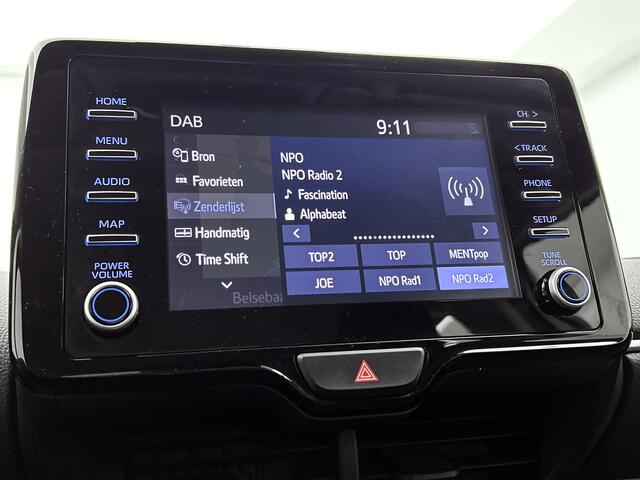 HOME
MENU
AUDIO
MAP
POWER
VOLUME
DAB
9:11
Bron
Favorieten
Zenderlijst
Handmatig
Time Shift
NPO
NPO Radio 2
Fascination
Alphabeat
<
>
TOP2
TOP
MENTpop
JOE
NPO Rad1
NPO Rad2
CH >
< TRACK
PHONE
SETUP
TUNE
SCROLL